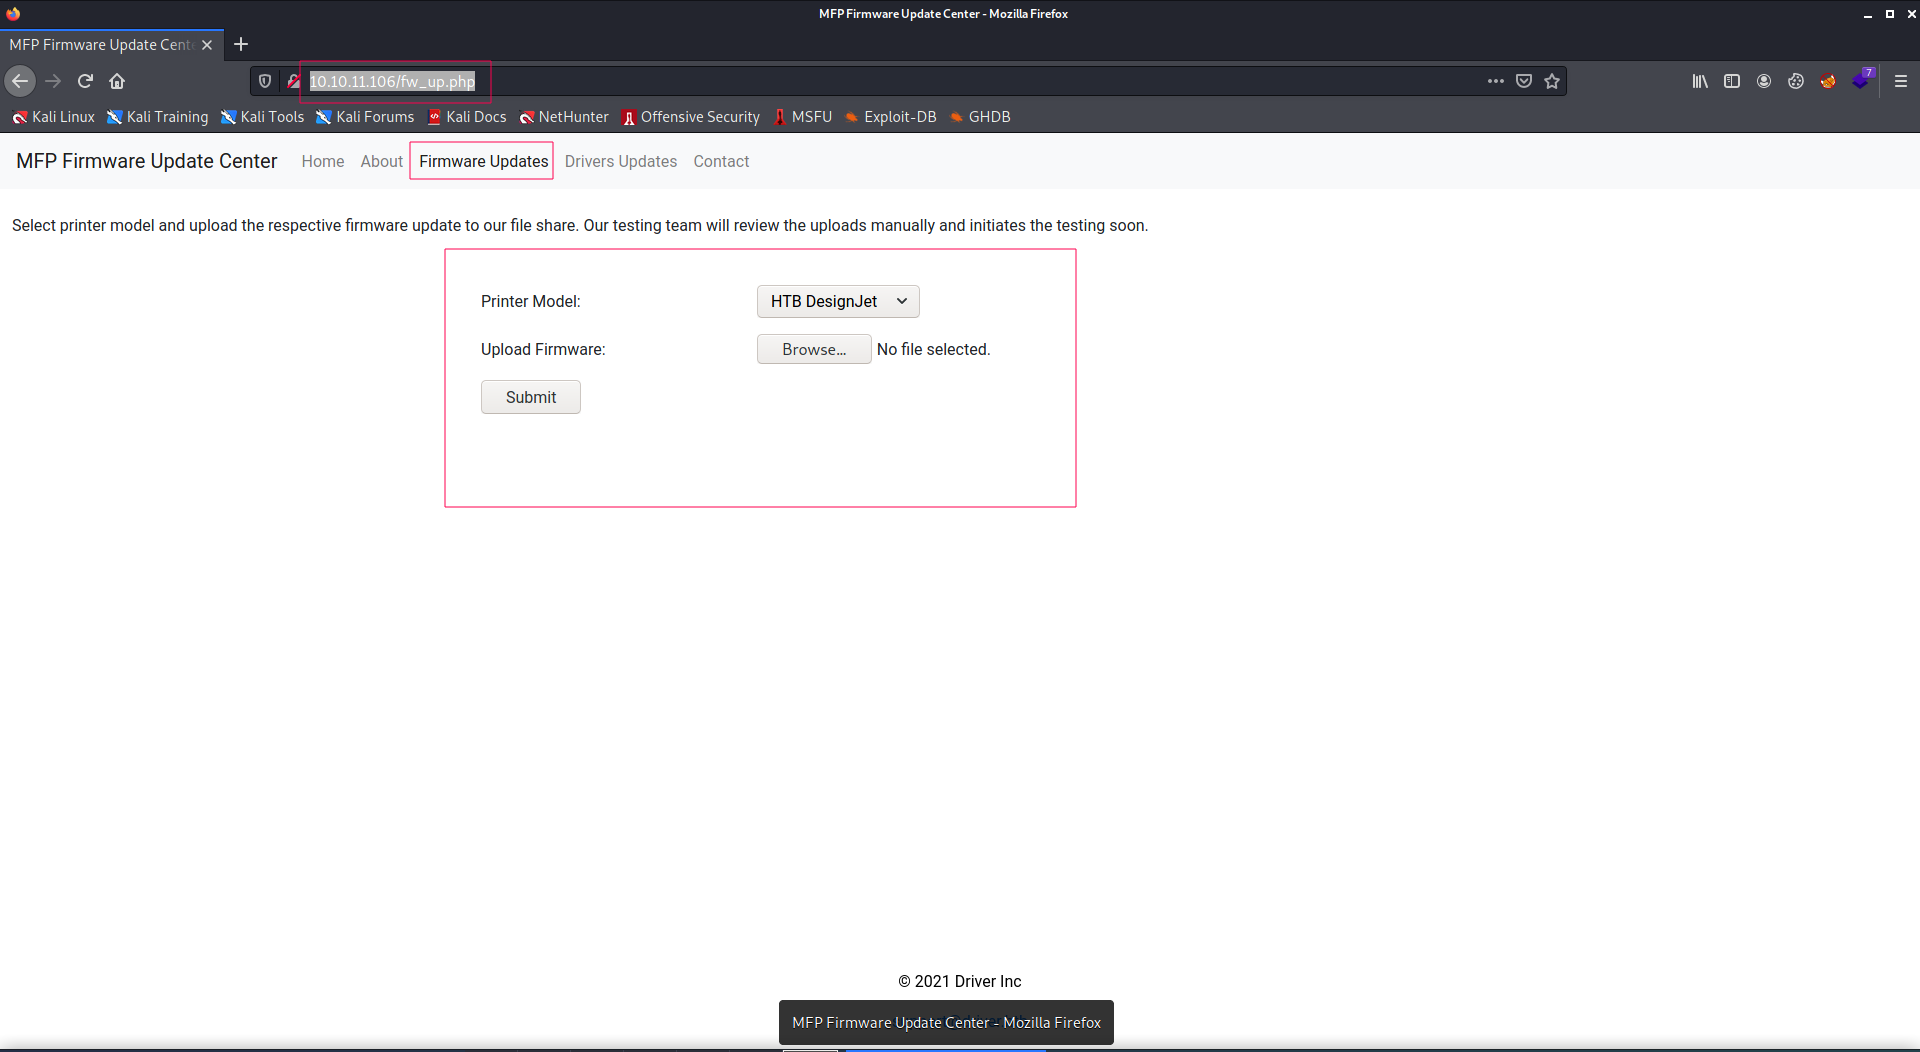 MFP Firmware Update Center - Mozilla Firefox
MFP Firmware Update Cent
10.10.11.106/fw_up.php
7
Kali Linux Kali Training Kali Tools Kali Forums Kali Docs NetHunter Offensive Security MSFU Exploit-DB GHDB
MFP Firmware Update Center Home About Firmware Updates Drivers Updates Contact
Select printer model and upload the respective firmware update to our file share. Our testing team will review the uploads manually and initiates the testing soon.
Printer Model: HTB DesignJet
Upload Firmware: Browse... No file selected.
Submit
© 2021 Driver Inc
MFP Firmware Update Center - Mozilla Firefox